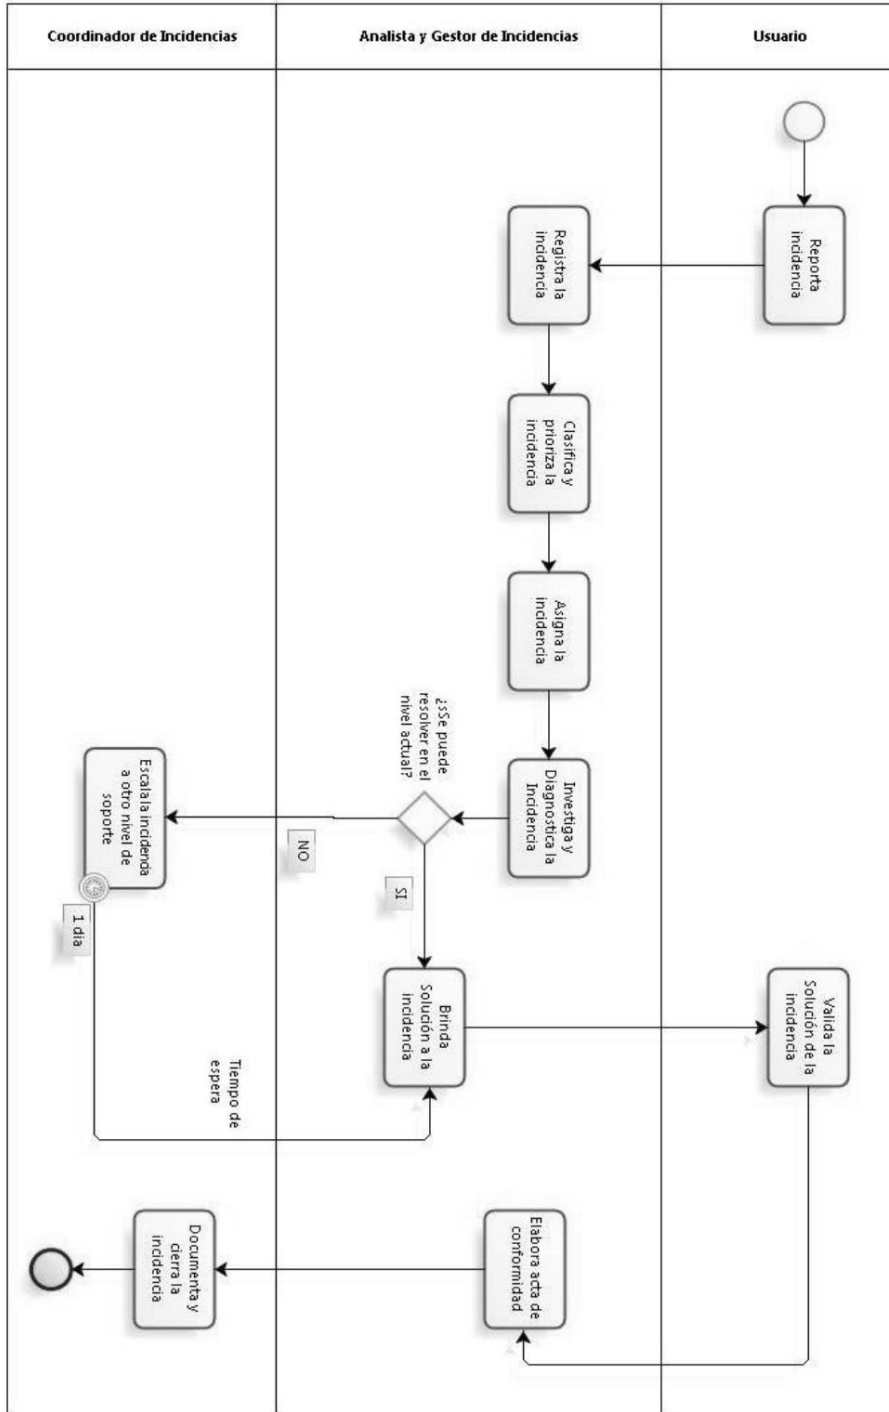 Coordinador de Incidencias
Analista y Gestor de Incidencias
Usuario
Reporta
incidencia
Registra la
incidencia
Clasifica y
prioriza la
incidencia
Asigna la
incidencia
Investiga y
Diagnostica la
Incidencia
¿sSe puede
resolver en el
nivel actual?
NO
SI
Escala la incidencia
a otro nivel de
soporte
1 dia
Tiempo de
espera
Brinda
Solución a la
incidencia
Valida la
Solución de la
incidencia
Elabora acta de
conformidad
Documenta y
cierra la
incidencia